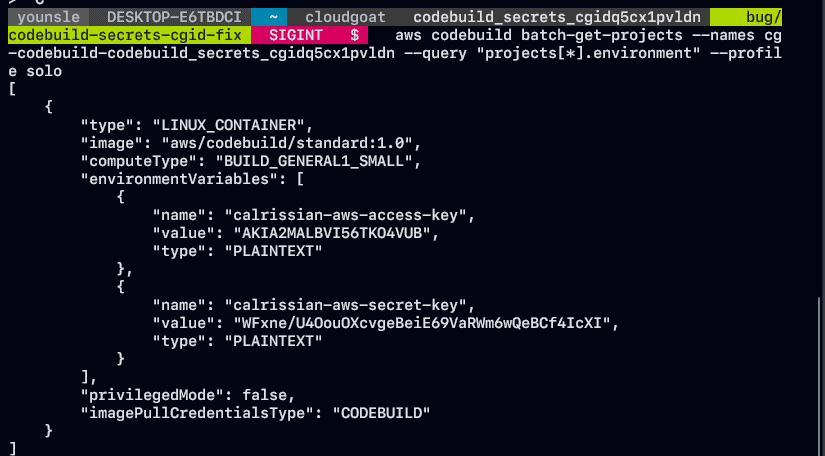 younsle DESKTOP-E6TBDCI ~ cloudgoat codebuild_secrets_cgidq5cx1pvldn bug/
codebuild-secrets-cgid-fix SIGINT $ aws codebuild batch-get-projects --names cg
-codebuild-codebuild_secrets_cgidq5cx1pvldn --query "projects[*].environment" --profil
e solo
[
    {
        "type": "LINUX_CONTAINER",
        "image": "aws/codebuild/standard:1.0",
        "computeType": "BUILD_GENERAL1_SMALL",
        "environmentVariables": [
            {
                "name": "calrissian-aws-access-key",
                "value": "AKIA2MALBVI56TKO4VUB",
                "type": "PLAINTEXT"
            },
            {
                "name": "calrissian-aws-secret-key",
                "value": "WFxne/U4OouOXcvgeBeiE69VaRWm6wQeBCf4IcXI",
                "type": "PLAINTEXT"
            }
        ],
        "privilegedMode": false,
        "imagePullCredentialsType": "CODEBUILD"
    }
]